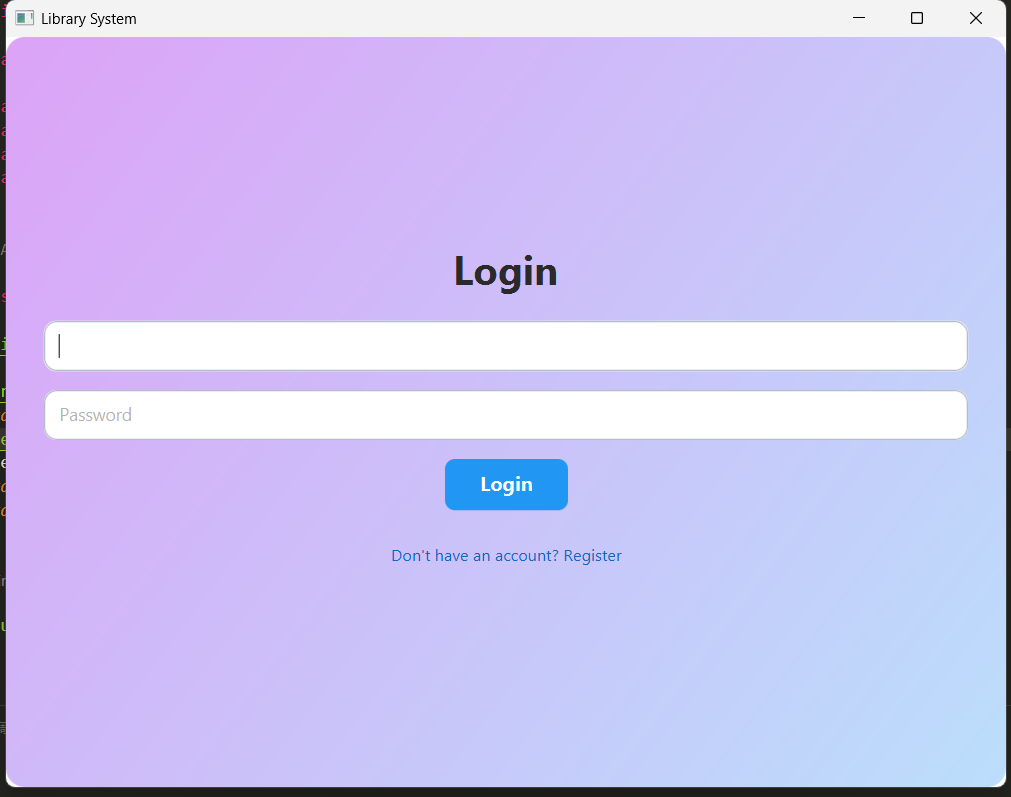 Library System
Login
Password
Login
Don't have an account? Register